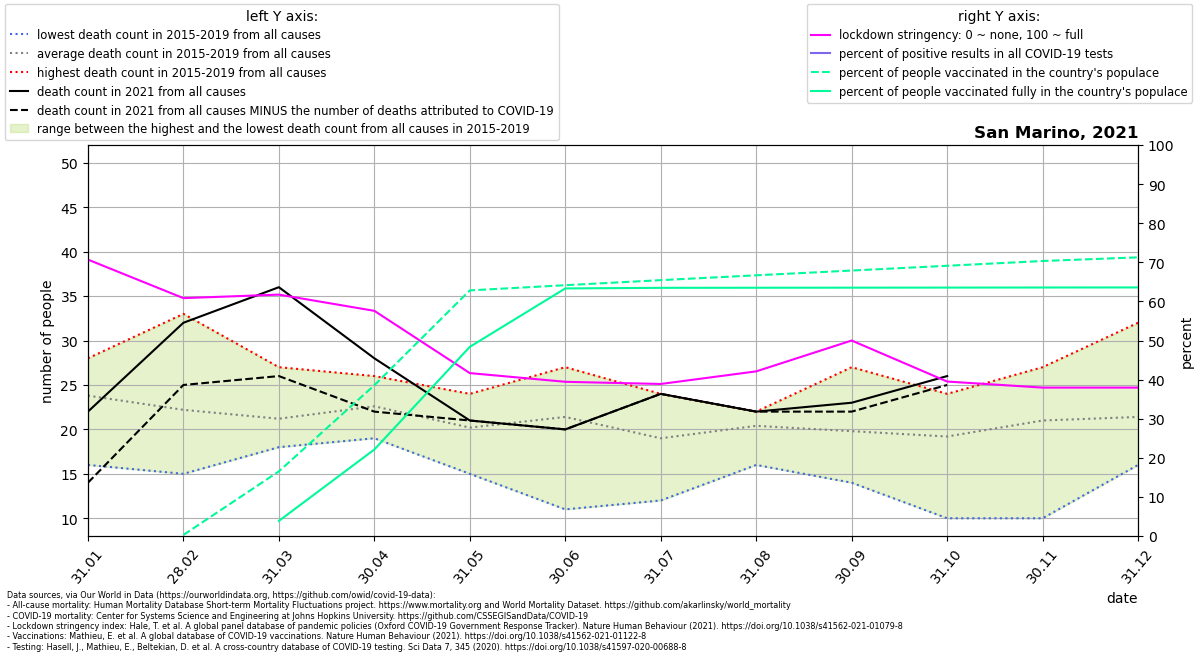 left Y axis:
lowest death count in 2015-2019 from all causes
average death count in 2015-2019 from all causes
highest death count in 2015-2019 from all causes
death count in 2021 from all causes
death count in 2021 from all causes MINUS the number of deaths attributed to COVID-19
range between the highest and the lowest death count from all causes in 2015-2019
right Y axis:
lockdown stringency: 0 ~ none, 100 ~ full
percent of positive results in all COVID-19 tests
percent of people vaccinated in the country's populace
percent of people vaccinated fully in the country's populace
San Marino, 2021
number of people
50
45
40
35
30
25
20
15
10
100
90
80
70
60
50
40
30
20
10
0
percent
31.01
28.02
31.03
30.04
31.05
30.06
31.07
31.08
30.09
31.10
30.11
31.12
date
Data sources, via Our World in Data (https://ourworldindata.org, https://github.com/owid/covid-19-data):
- All-cause mortality: Human Mortality Database Short-term Mortality Fluctuations project. https://www.mortality.org and World Mortality Dataset. https://github.com/akarlinsky/world_mortality
- COVID-19 mortality: Center for Systems Science and Engineering at Johns Hopkins University. https://github.com/CSSEGISandData/COVID-19
- Lockdown stringency index: Hale, T. et al. A global panel database of pandemic policies (Oxford COVID-19 Government Response Tracker). Nature Human Behaviour (2021). https://doi.org/10.1038/s41562-021-01079-8
- Vaccinations: Mathieu, E. et al. A global database of COVID-19 vaccinations. Nature Human Behaviour (2021). https://doi.org/10.1038/s41562-021-01122-8
- Testing: Hasell, J., Mathieu, E., Beltekian, D. et al. A cross-country database of COVID-19 testing. Sci Data 7, 345 (2020). https://doi.org/10.1038/s41597-020-00688-8